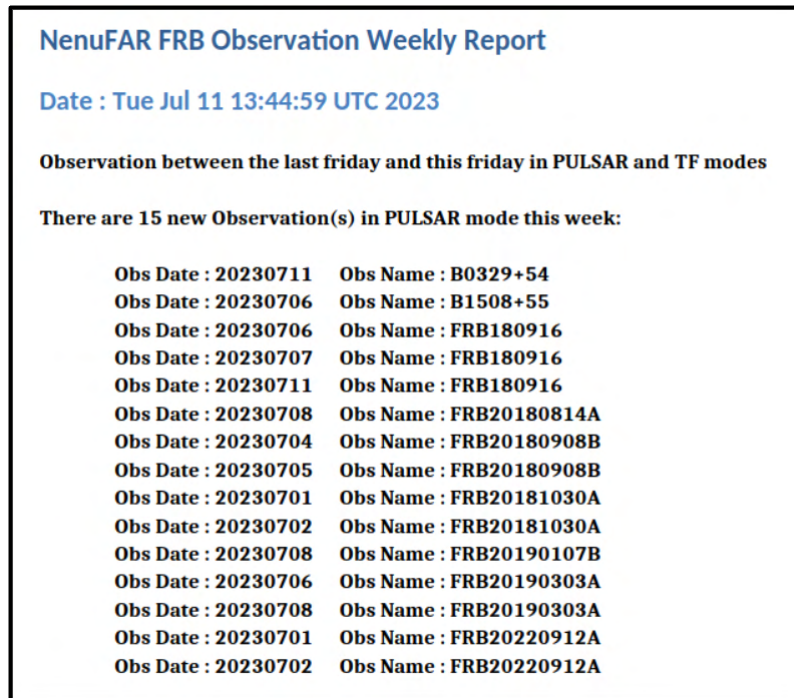 NenuFAR FRB Observation Weekly Report
Date : Tue Jul 11 13:44:59 UTC 2023
Observation between the last friday and this friday in PULSAR and TF modes
There are 15 new Observation(s) in PULSAR mode this week:
Obs Date : 20230711 Obs Name : B0329+54
Obs Date : 20230706 Obs Name : B1508+55
Obs Date : 20230706 Obs Name : FRB180916
Obs Date : 20230707 Obs Name : FRB180916
Obs Date : 20230711 Obs Name : FRB180916
Obs Date : 20230708 Obs Name : FRB20180814A
Obs Date : 20230704 Obs Name : FRB20180908B
Obs Date : 20230705 Obs Name : FRB20180908B
Obs Date : 20230701 Obs Name : FRB20181030A
Obs Date : 20230702 Obs Name : FRB20181030A
Obs Date : 20230708 Obs Name : FRB20190107B
Obs Date : 20230706 Obs Name : FRB20190303A
Obs Date : 20230708 Obs Name : FRB20190303A
Obs Date : 20230701 Obs Name : FRB20220912A
Obs Date : 20230702 Obs Name : FRB20220912A